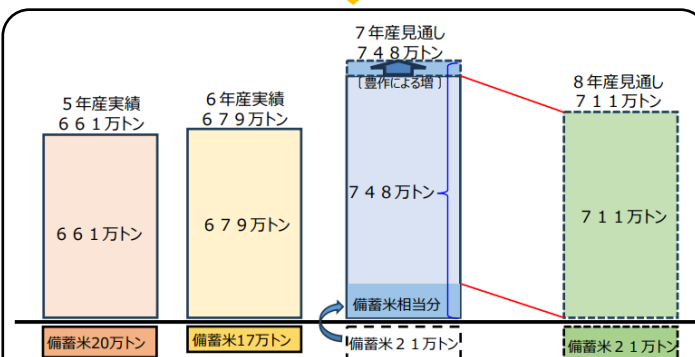 5年産実績
661万トン
6年産実績
679万トン
7年産見通し
748万トン
[豊作による増]
8年産見通し
711万トン
661万トン
679万トン
748万トン
711万トン
備蓄米相当分
備蓄米20万トン
備蓄米17万トン
備蓄米21万トン
備蓄米21万トン